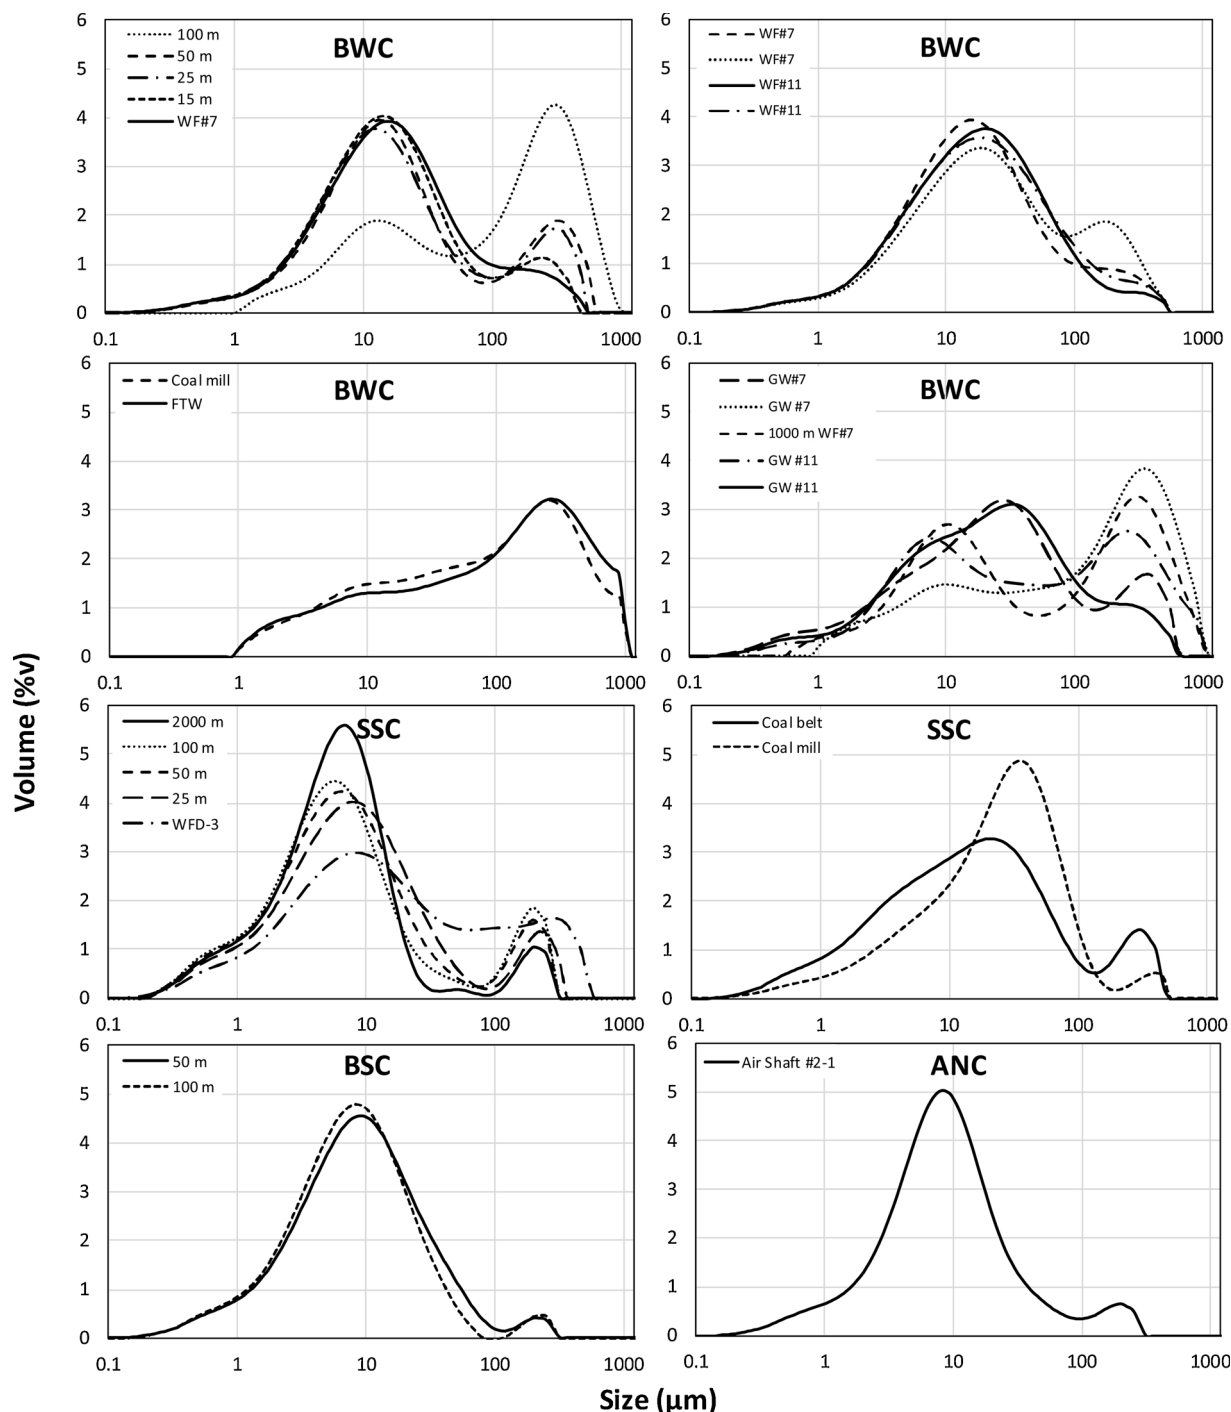 Volume (%v)
BWC
100 m
50 m
25 m
15 m
WF#7
6
5
4
3
2
1
0
0.1 1 10 100 1000
BWC
WF#7
WF#7
WF#11
WF#11
6
5
4
3
2
1
0
0.1 1 10 100 1000
BWC
Coal mill
FTW
6
5
4
3
2
1
0
0.1 1 10 100 1000
BWC
GW#7
GW #7
1000 m WF#7
GW #11
GW #11
6
5
4
3
2
1
0
0.1 1 10 100 1000
SSC
2000 m
100 m
50 m
25 m
WFD-3
6
5
4
3
2
1
0
0.1 1 10 100 1000
SSC
Coal belt
Coal mill
6
5
4
3
2
1
0
0.1 1 10 100 1000
BSC
50 m
100 m
6
5
4
3
2
1
0
0.1 1 10 100 1000
ANC
Air Shaft #2-1
6
5
4
3
2
1
0
0.1 1 10 100 1000
Size (µm)